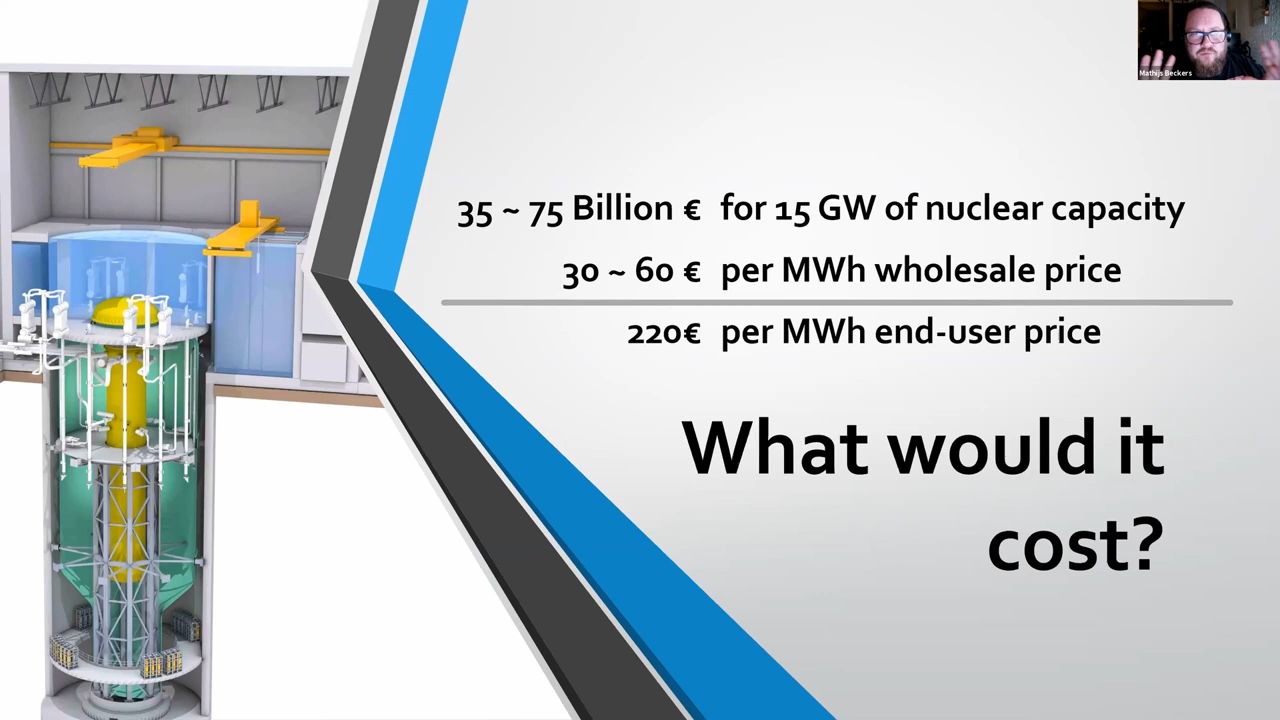 Mathijs Beckers
35 ~ 75 Billion € for 15 GW of nuclear capacity
30 ~ 60 € per MWh wholesale price
220€ per MWh end-user price
What would it
cost?